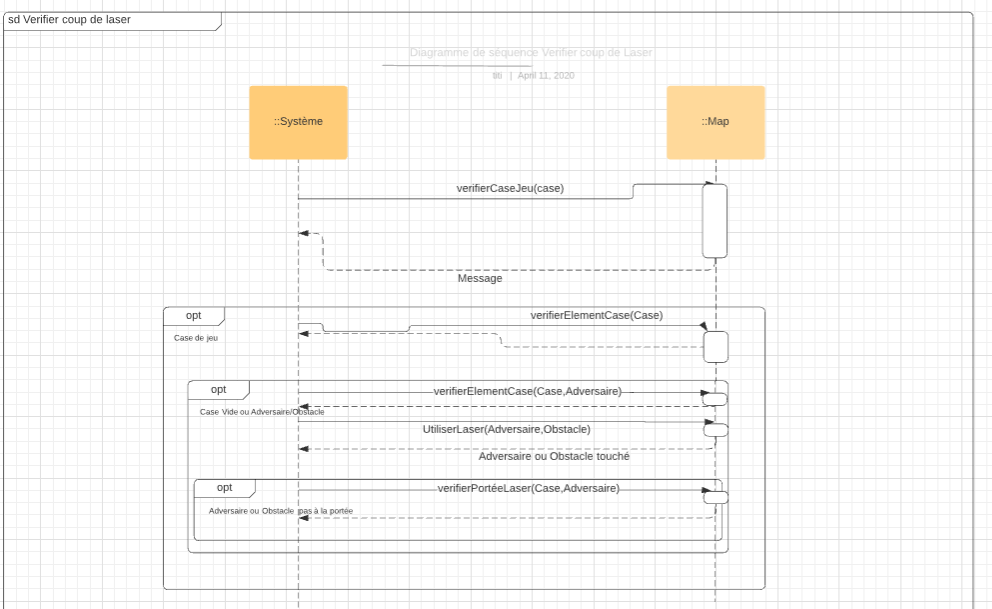 sd Verifier coup de laser
Diagramme de séquence Verifier coup de Laser
titi | April 11, 2020
::Système
::Map
verifierCaseJeu(case)
Message
opt
verifierElementCase(Case)
Case de jeu
opt
verifierElementCase(Case,Adversaire)
Case Vide ou Adversaire/Obstacle
UtiliserLaser(Adversaire,Obstacle)
Adversaire ou Obstacle touché
opt
verifierPortéeLaser(Case,Adversaire)
Adversaire ou Obstacle pas à la portée